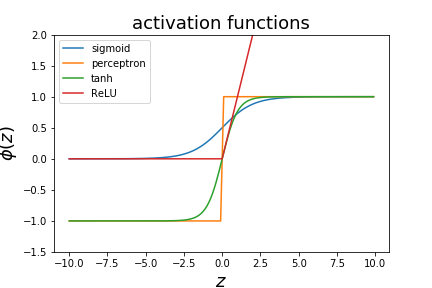 activation functions
sigmoid
perceptron
tanh
ReLU
2.0
1.5
1.0
0.5
0.0
−0.5
−1.0
−1.5
ϕ(z)
−10.0 −7.5 −5.0 −2.5 0.0 2.5 5.0 7.5 10.0
z